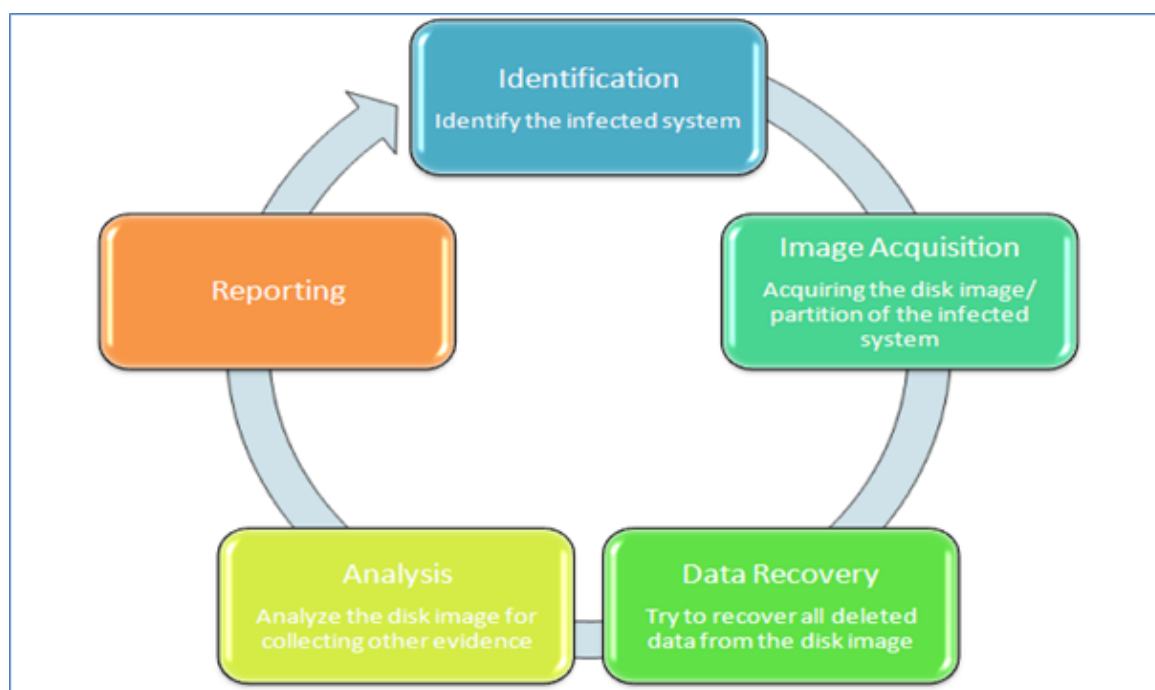 Identification
Identify the infected system
Image Acquisition
Acquiring the disk image/
partition of the infected
system
Data Recovery
Try to recover all deleted
data from the disk image
Analysis
Analyze the disk image for
collecting other evidence
Reporting